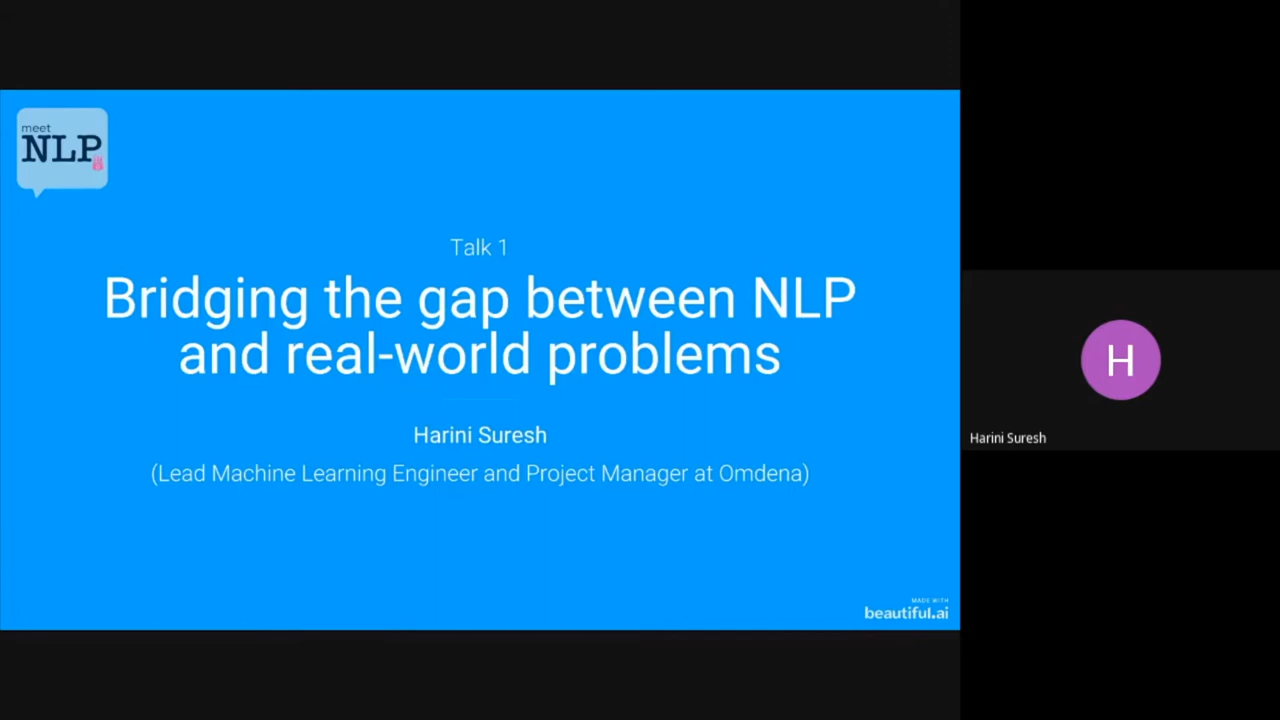 meet
NLP
Talk 1
Bridging the gap between NLP
and real-world problems
Harini Suresh
(Lead Machine Learning Engineer and Project Manager at Omdena)
MADE WITH
beautiful.ai
H
Harini Suresh